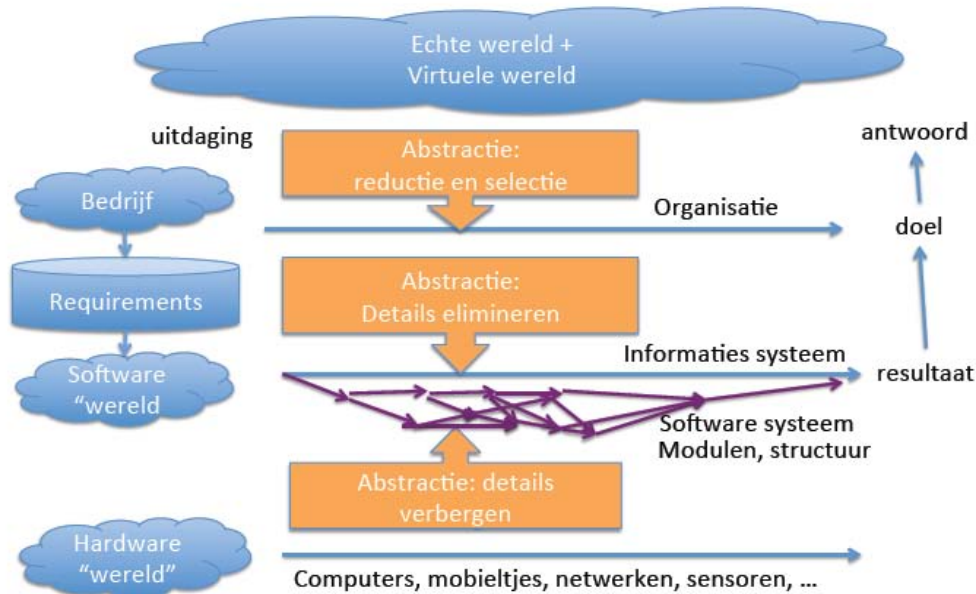 Echte wereld +
Virtuele wereld
uitdaging
Abstractie:
reductie en selectie
antwoord
Bedrijf
Organisatie
doel
Requirements
Abstractie:
Details elimineren
Software
“wereld
Informaties systeem
resultaat
Software systeem
Modulen, structuur
Abstractie: details
verbergen
Hardware
“wereld”
Computers, mobieltjes, netwerken, sensoren, ...